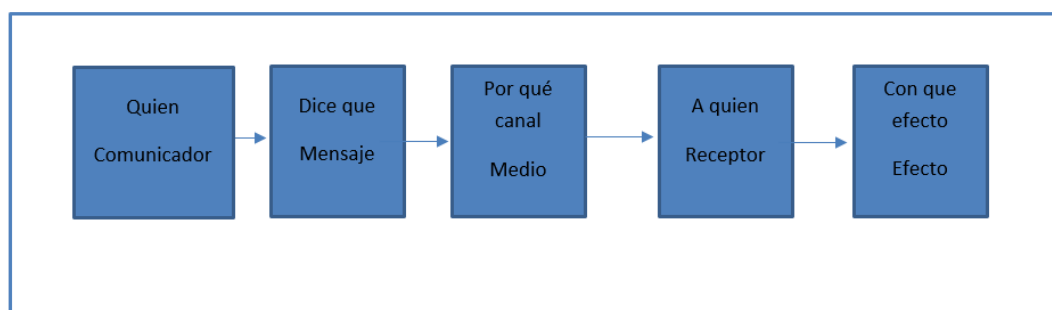 Quien
Comunicador
Dice que
Mensaje
Por qué
canal
Medio
A quien
Receptor
Con que
efecto
Efecto